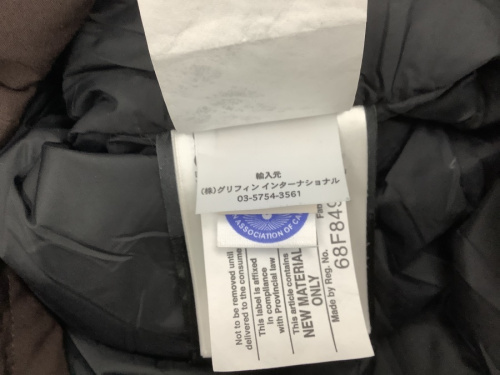 輸入元
(株)グリフィン インターナショナル
03-5754-3561
ASSOCIATION OF CA
Not to be removed until
delivered to the consume
This label is affixed
in compliance
with Provincial law
This article contains
NEW MATERIAL
ONLY
Made by Reg. No.
68F849